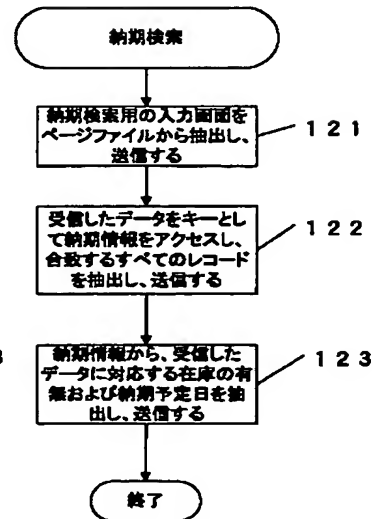 納期検索
納期検索用の入力画面を
ページファイルから抽出し、
送信する
121
受信したデータをキーとし
て納期情報をアクセスし、
合致するすべてのレコード
を抽出し、送信する
122
納期情報から、受信した
データに対応する在庫の有
無および納期予定日を抽
出し、送信する
123
終了